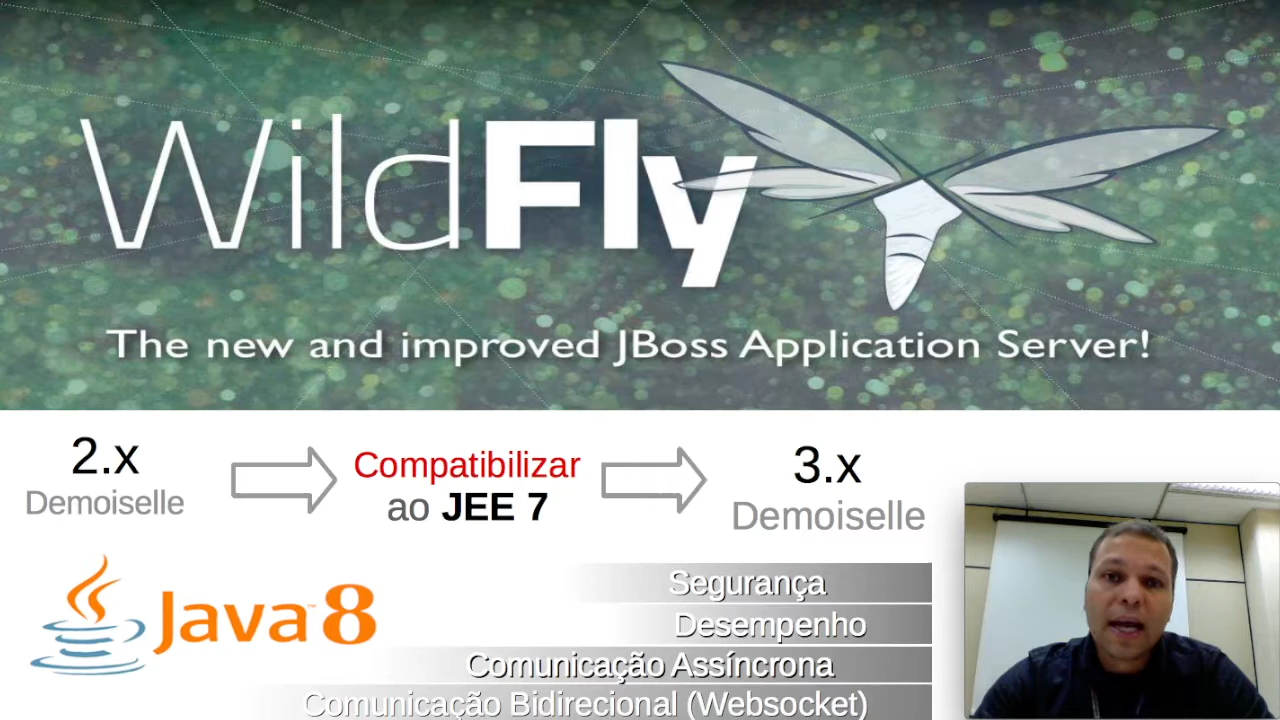 WildFly
The new and improved JBoss Application Server!
2.x
Demoiselle
Compatibilizar
ao JEE 7
3.x
Demoiselle
Java™ 8
Segurança
Desempenho
Comunicação Assíncrona
Comunicação Bidirecional (Websocket)